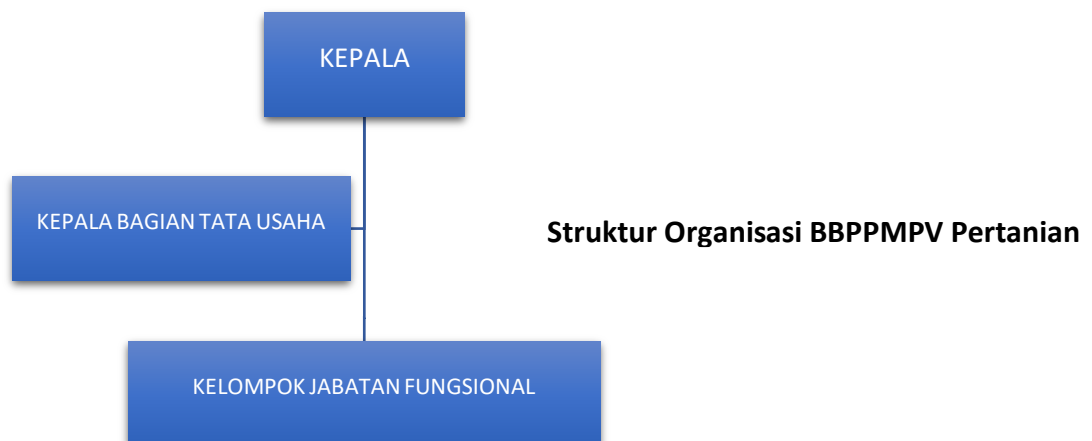 KEPALA
KEPALA BAGIAN TATA USAHA
Struktur Organisasi BBPPMPV Pertanian
KELOMPOK JABATAN FUNGSIONAL